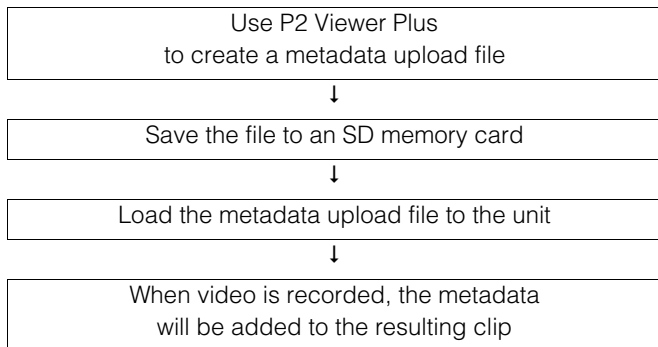 Use P2 Viewer Plus
to create a metadata upload file
↓
Save the file to an SD memory card
↓
Load the metadata upload file to the unit
↓
When video is recorded, the metadata
will be added to the resulting clip